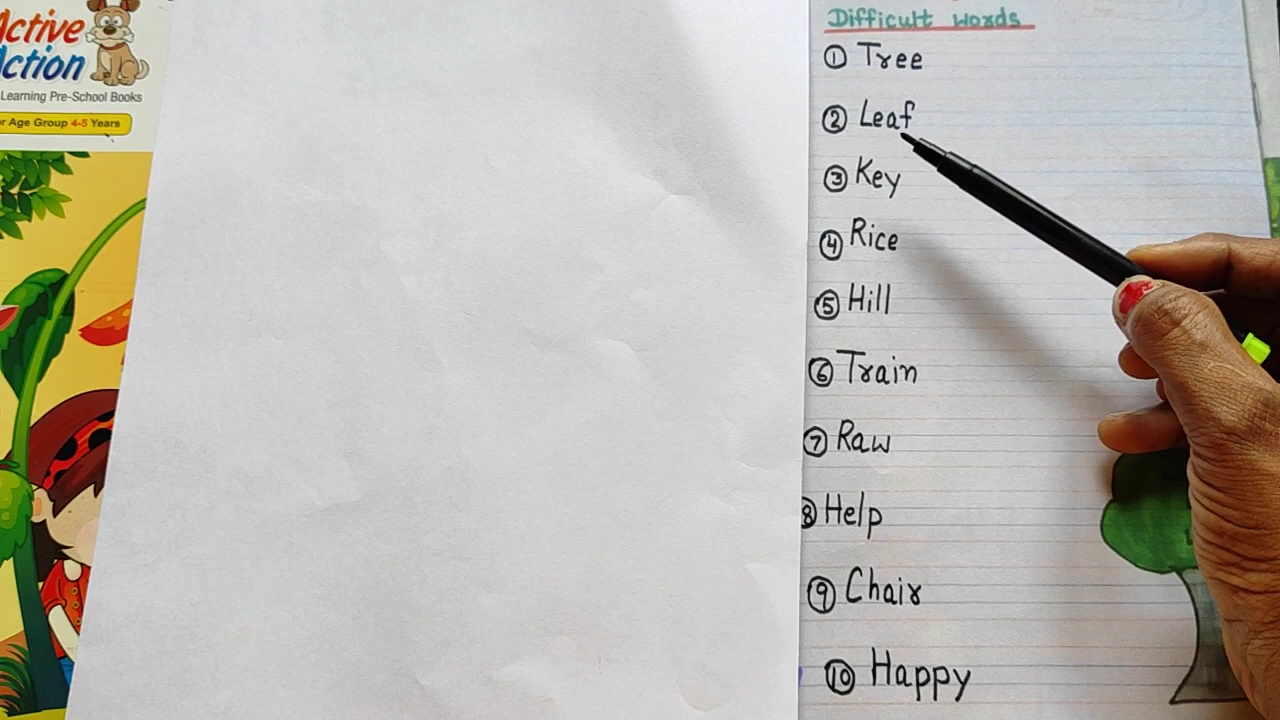 Active
Action
Learning Pre-School Books
Age Group 4-5 Years
Difficult Words
① Tree
② Leaf
③ Key
④ Rice
⑤ Hill
⑥ Train
⑦ Raw
⑧ Help
⑨ Chair
⑩ Happy